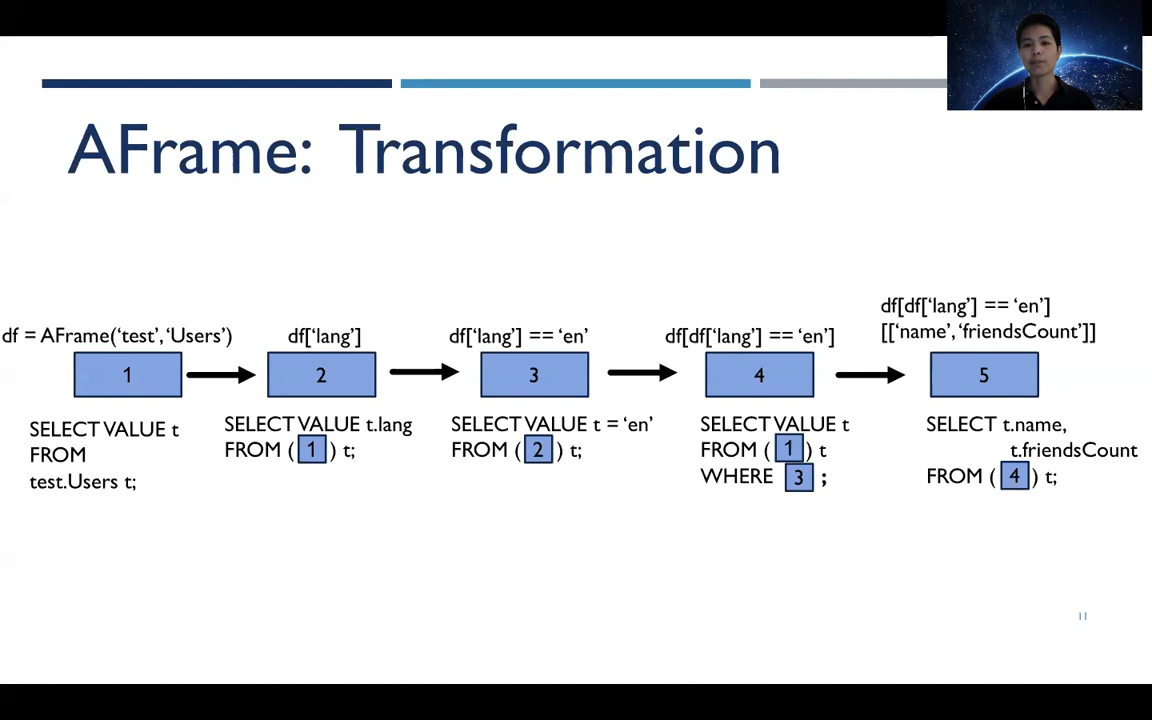 AFrame: Transformation
df = AFrame(‘test’, ‘Users’)
1
SELECT VALUE t
FROM
test.Users t;
df[‘lang’]
2
SELECT VALUE t.lang
FROM ( 1 ) t;
df[‘lang’] == ‘en’
3
SELECT VALUE t = ‘en’
FROM ( 2 ) t;
df[df[‘lang’] == ‘en’]
4
SELECT VALUE t
FROM ( 1 ) t
WHERE 3 ;
df[df[‘lang’] == ‘en’]
[[‘name’, ‘friendsCount’]]
5
SELECT t.name,
t.friendsCount
FROM ( 4 ) t;
11